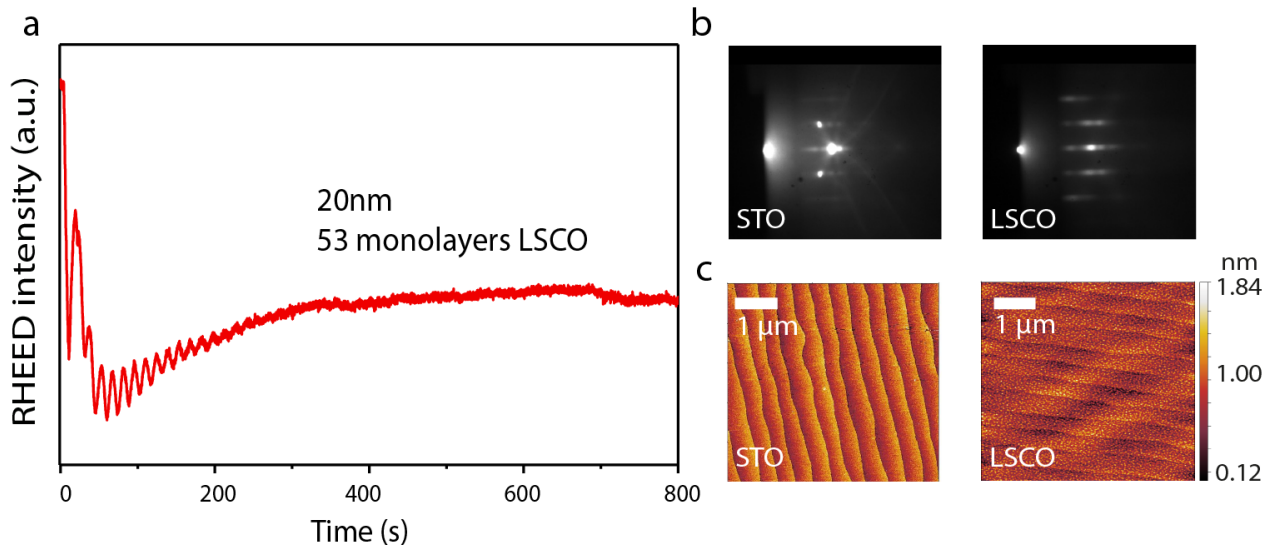 a
RHEED intensity (a.u.)
20nm
53 monolayers LSCO
0 200 400 600 800
Time (s)
b
STO
LSCO
c
1 μm
STO
1 μm
LSCO
nm
1.84
1.00
0.12